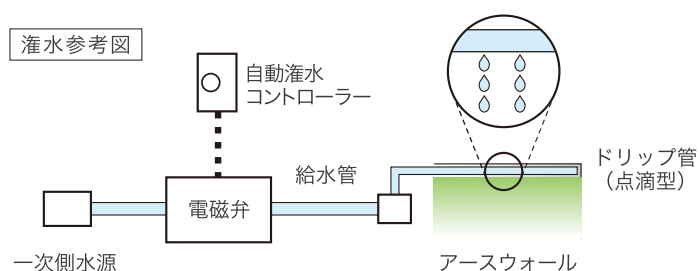 潅水参考図
自動潅水
コントローラー
給水管
電磁弁
一次側水源
ドリップ管
（点滴型）
アースウォール